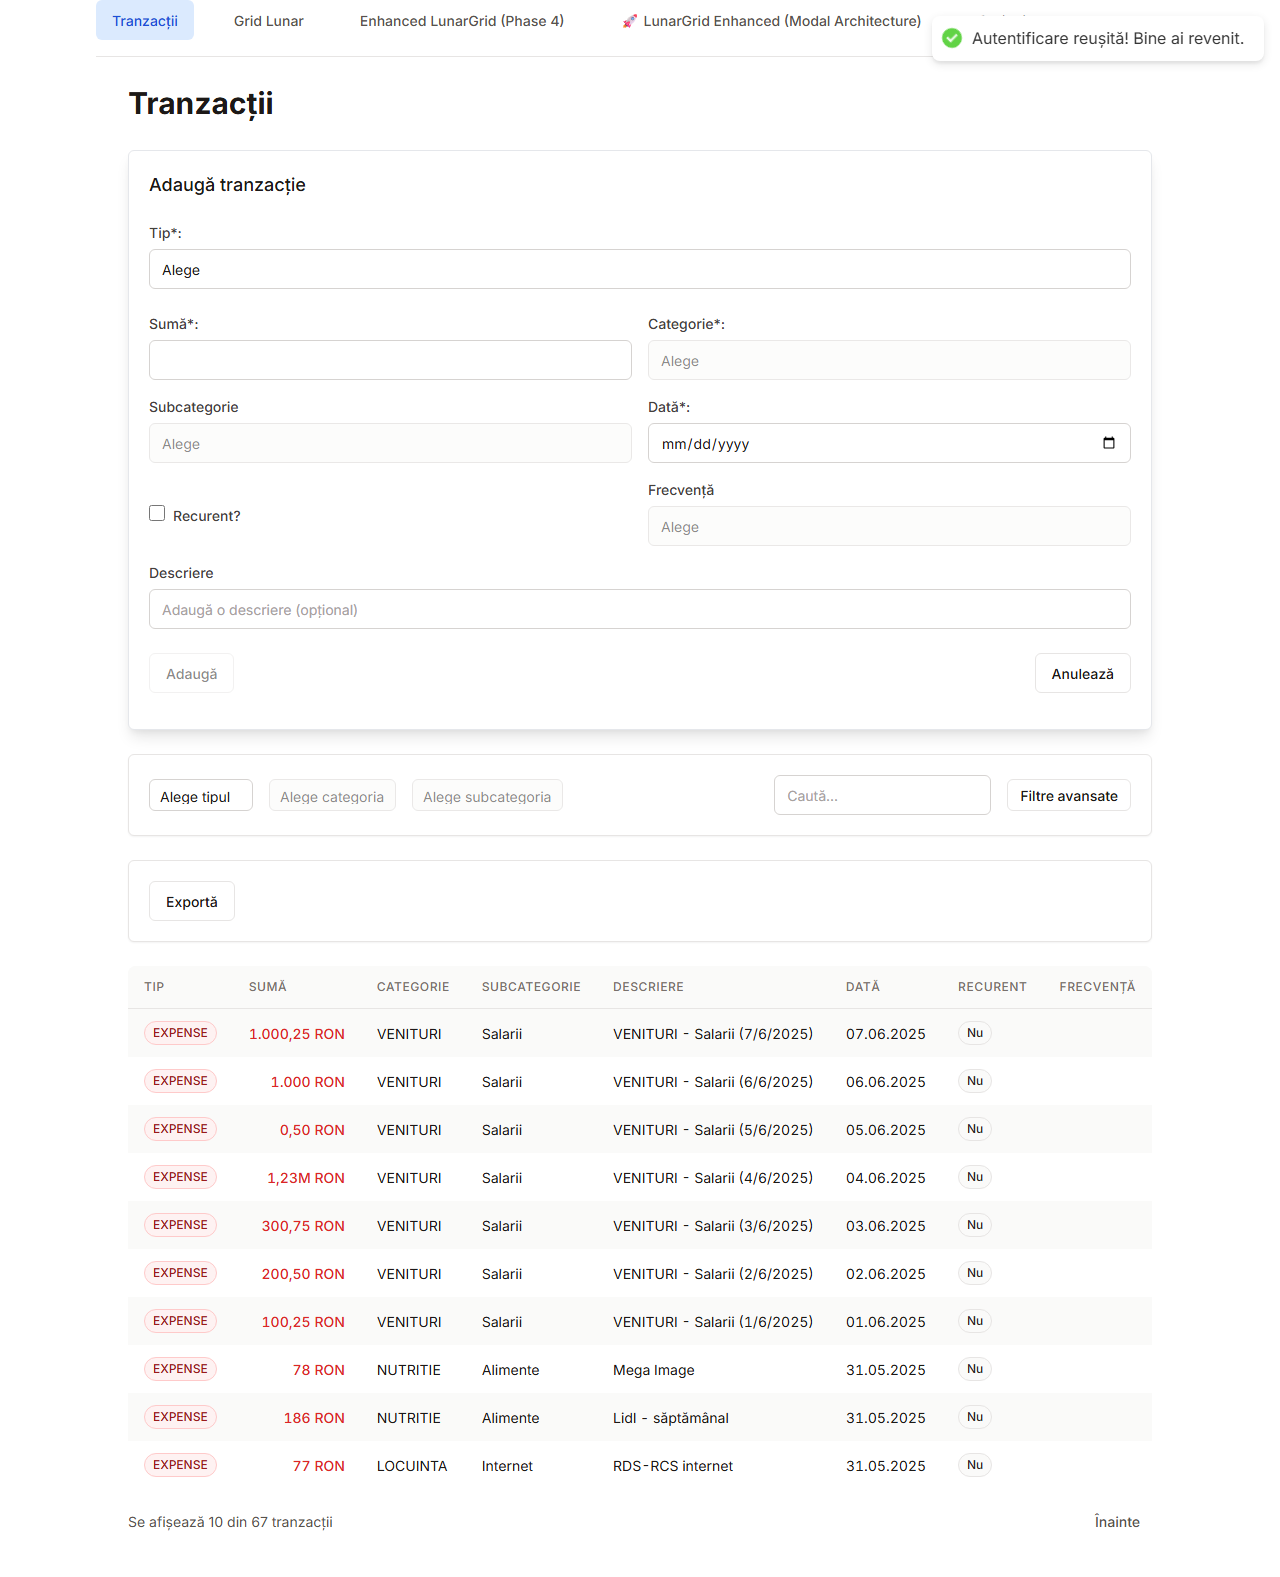 Tranzacții
Grid Lunar
Enhanced LunarGrid (Phase 4)
🚀 LunarGrid Enhanced (Modal Architecture)
Autentificare reușită! Bine ai revenit.
Tranzacții
Adaugă tranzacție
Tip*:
Alege
Sumă*:
Categorie*:
Alege
Subcategorie
Dată*:
Alege
mm/dd/yyyy
Frecvență
Recurent?
Alege
Descriere
Adaugă o descriere (opțional)
Adaugă
Anulează
Alege tipul
Alege categoria
Alege subcategoria
Caută...
Filtre avansate
Exportă
TIP SUMĂ CATEGORIE SUBCATEGORIE DESCRIERE DATĂ RECURENT FRECVENȚĂ
EXPENSE 1.000,25 RON VENITURI Salarii VENITURI - Salarii (7/6/2025) 07.06.2025 Nu
EXPENSE 1.000 RON VENITURI Salarii VENITURI - Salarii (6/6/2025) 06.06.2025 Nu
EXPENSE 0,50 RON VENITURI Salarii VENITURI - Salarii (5/6/2025) 05.06.2025 Nu
EXPENSE 1,23M RON VENITURI Salarii VENITURI - Salarii (4/6/2025) 04.06.2025 Nu
EXPENSE 300,75 RON VENITURI Salarii VENITURI - Salarii (3/6/2025) 03.06.2025 Nu
EXPENSE 200,50 RON VENITURI Salarii VENITURI - Salarii (2/6/2025) 02.06.2025 Nu
EXPENSE 100,25 RON VENITURI Salarii VENITURI - Salarii (1/6/2025) 01.06.2025 Nu
EXPENSE 78 RON NUTRITIE Alimente Mega Image 31.05.2025 Nu
EXPENSE 186 RON NUTRITIE Alimente Lidl - săptămânal 31.05.2025 Nu
EXPENSE 77 RON LOCUINTA Internet RDS-RCS internet 31.05.2025 Nu
Se afișează 10 din 67 tranzacții
Înainte